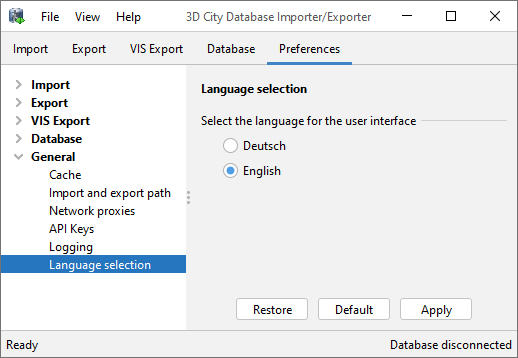 File View Help 3D City Database Importer/Exporter
Import Export VIS Export Database Preferences
Import
Export
VIS Export
Database
General
Cache
Import and export path
Network proxies
API Keys
Logging
Language selection
Language selection
Select the language for the user interface
Deutsch
English
Restore Default Apply
Ready Database disconnected